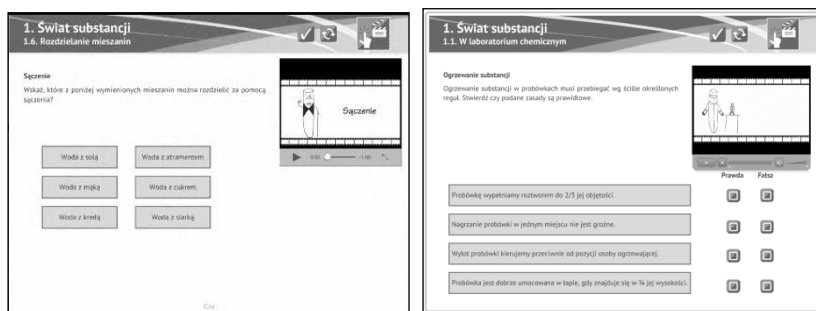 1. Świat substancji
1.6. Rozdzielanie mieszanin
Sączenie
Wskaż, które z poniżej wymienionych mieszanin można rozdzielić za pomocą
sączenia?
Sączenie
Woda z solą
Woda z atramentem
Woda z mąką
Woda z cukrem
Woda z kredą
Woda z siarką
1. Świat substancji
1.1. W laboratorium chemicznym
Ogrzewanie substancji
Ogrzewanie substancji w probówkach musi przebiegać wg ściśle określonych
reguł. Stwierdź czy podane zasady są prawidłowe.
Prawda Fałsz
Probówkę wypełniamy roztworem do 2/3 jej objętości.
Nagrzanie probówki w jednym miejscu nie jest groźne.
Wylot probówki kierujemy przeciwnie od pozycji osoby ogrzewającej.
Probówka jest dobrze umocowana w łapie, gdy znajduje się w ¾ jej wysokości.